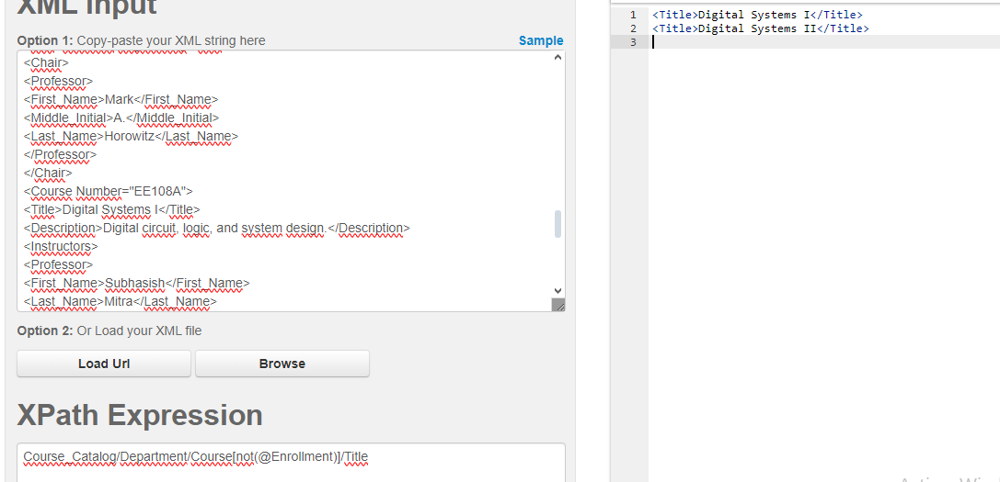 XML Input
Option 1: Copy-paste your XML string here
Sample
<Chair>
<Professor>
<First_Name>Mark</First_Name>
<Middle_Initial>A.</Middle_Initial>
<Last_Name>Horowitz</Last_Name>
</Professor>
</Chair>
<Course Number="EE108A">
<Title>Digital Systems I</Title>
<Description>Digital circuit, logic, and system design.</Description>
<Instructors>
<Professor>
<First_Name>Subhasish</First_Name>
<Last_Name>Mitra</Last_Name>
Option 2: Or Load your XML file
Load Url
Browse
XPath Expression
Course_Catalog/Department/Course[not(@Enrollment)]/Title
1 <Title>Digital Systems I</Title>
2 <Title>Digital Systems II</Title>
3